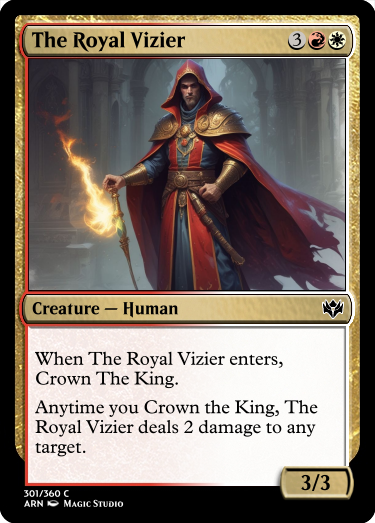 The Royal Vizier 3
Creature — Human
When The Royal Vizier enters,
Crown The King.
Anytime you Crown the King, The
Royal Vizier deals 2 damage to any
target.
3/3
301/360 C
ARN Magic Studio